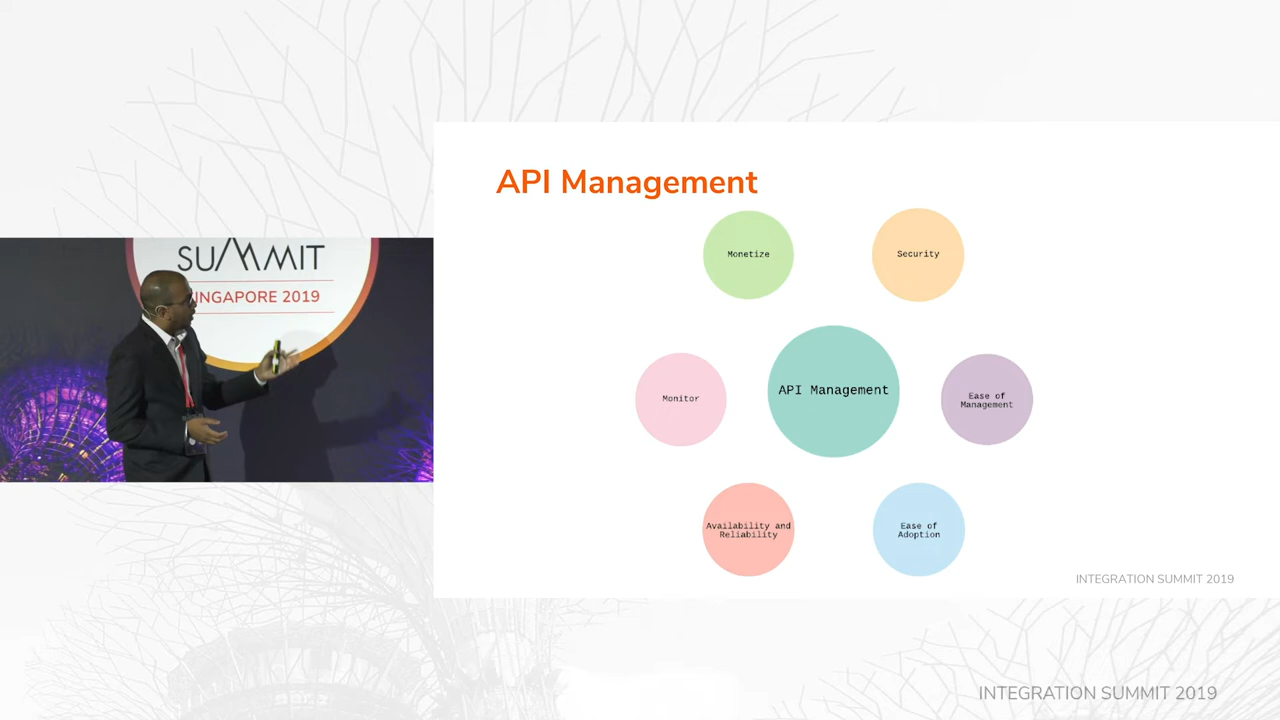 API Management
Monetize
Security
Monitor
API Management
Ease of
Management
Availability and
Reliability
Ease of
Adoption
INTEGRATION SUMMIT 2019
SUMMIT
SINGAPORE 2019
INTEGRATION SUMMIT 2019